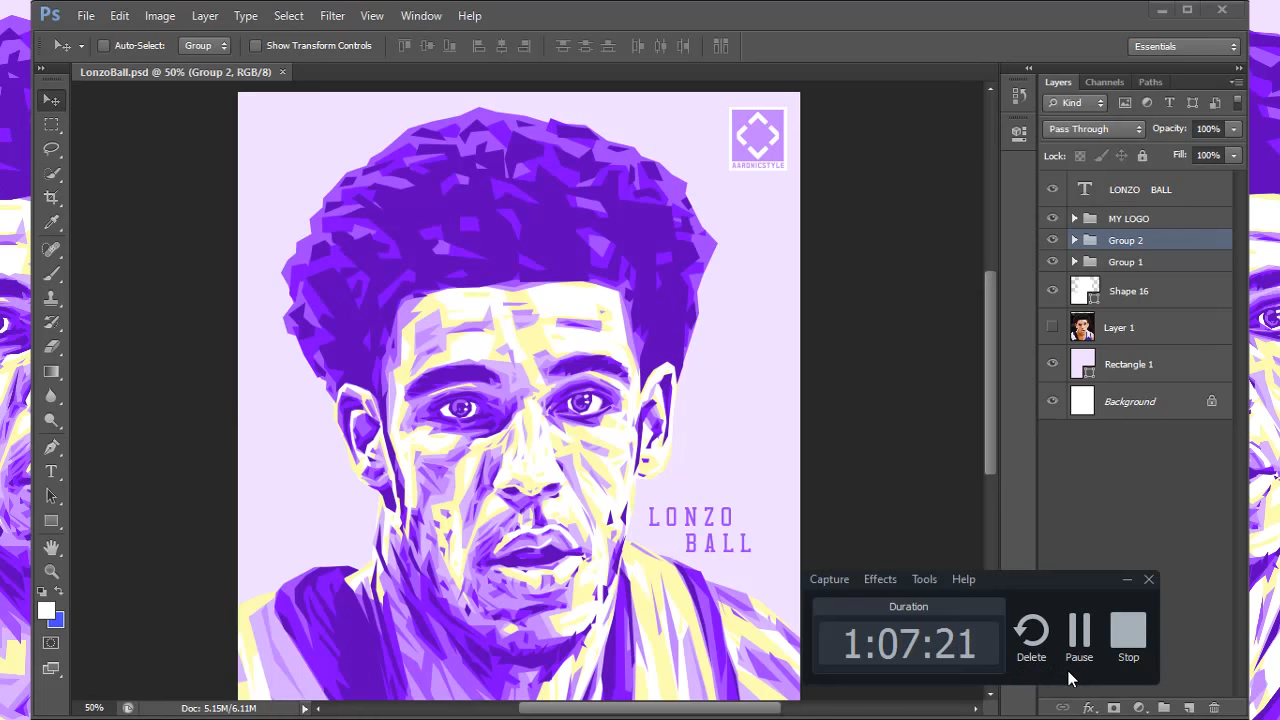 Ps File Edit Image Layer Type Select Filter View Window Help
Auto-Select: Group Show Transform Controls Essentials
LonzoBall.psd @ 50% (Group 2, RGB/8) ×
Layers Channels Paths
Kind
Pass Through Opacity: 100%
Lock: Fill: 100%
T LONZO BALL
MY LOGO
Group 2
Group 1
Shape 16
Layer 1
Rectangle 1
Background
AARONICSTYLE
LONZO
BALL
Capture Effects Tools Help
Duration
1:07:21
Delete Pause Stop
50% Doc: 5.15M/6.11M
fx